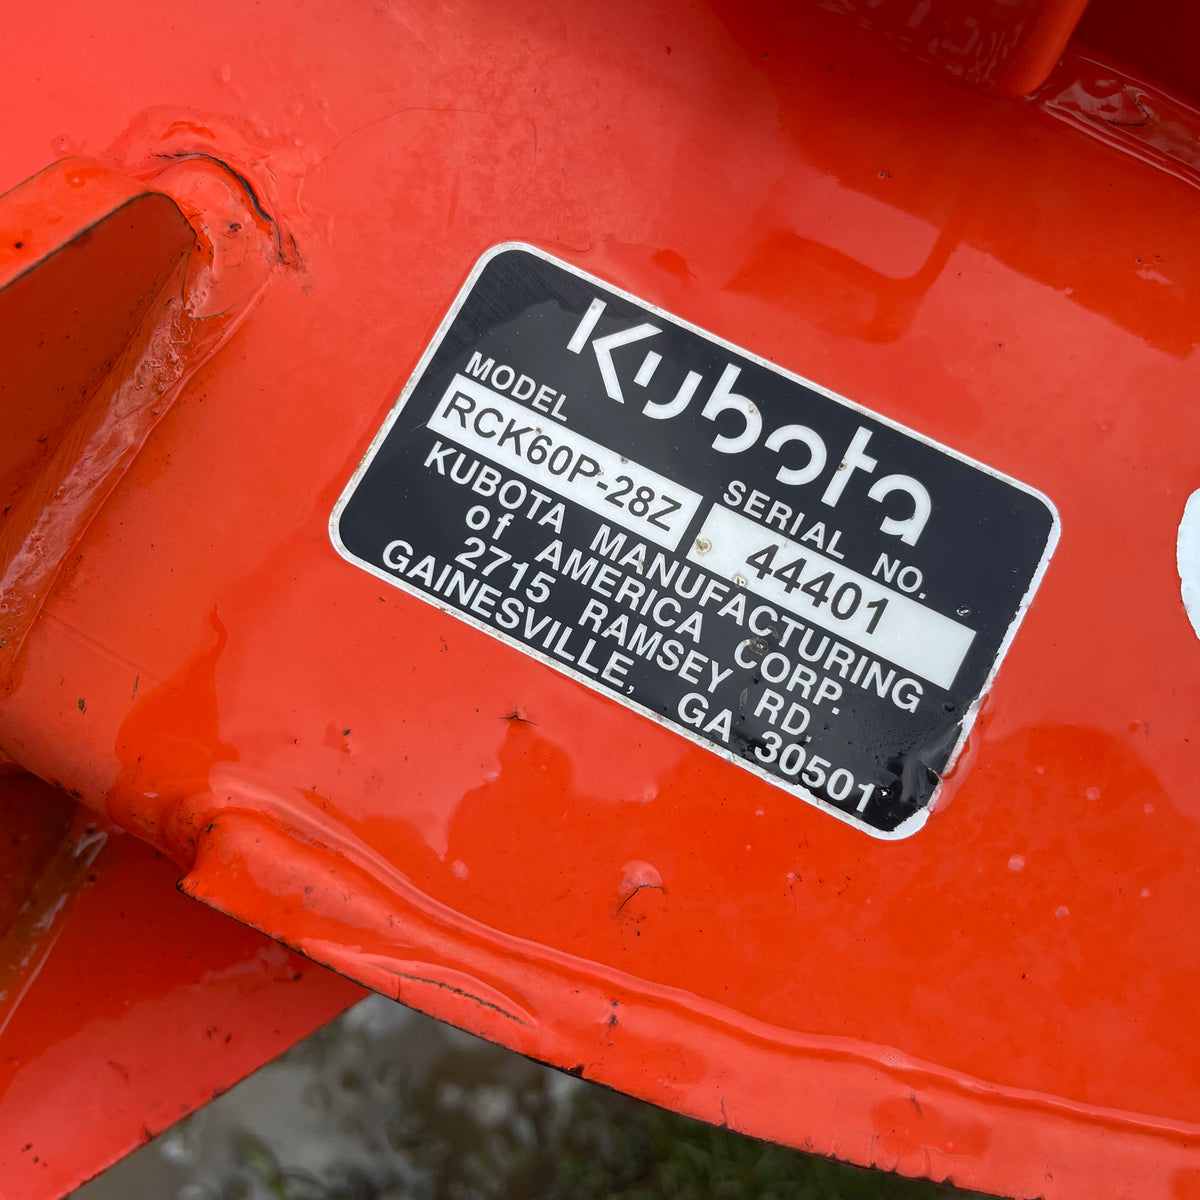 Kubota
MODEL SERIAL NO.
RCK60P-28Z 44401
KUBOTA MANUFACTURING
of AMERICA CORP.
2715 RAMSEY RD.
GAINESVILLE, GA 30501